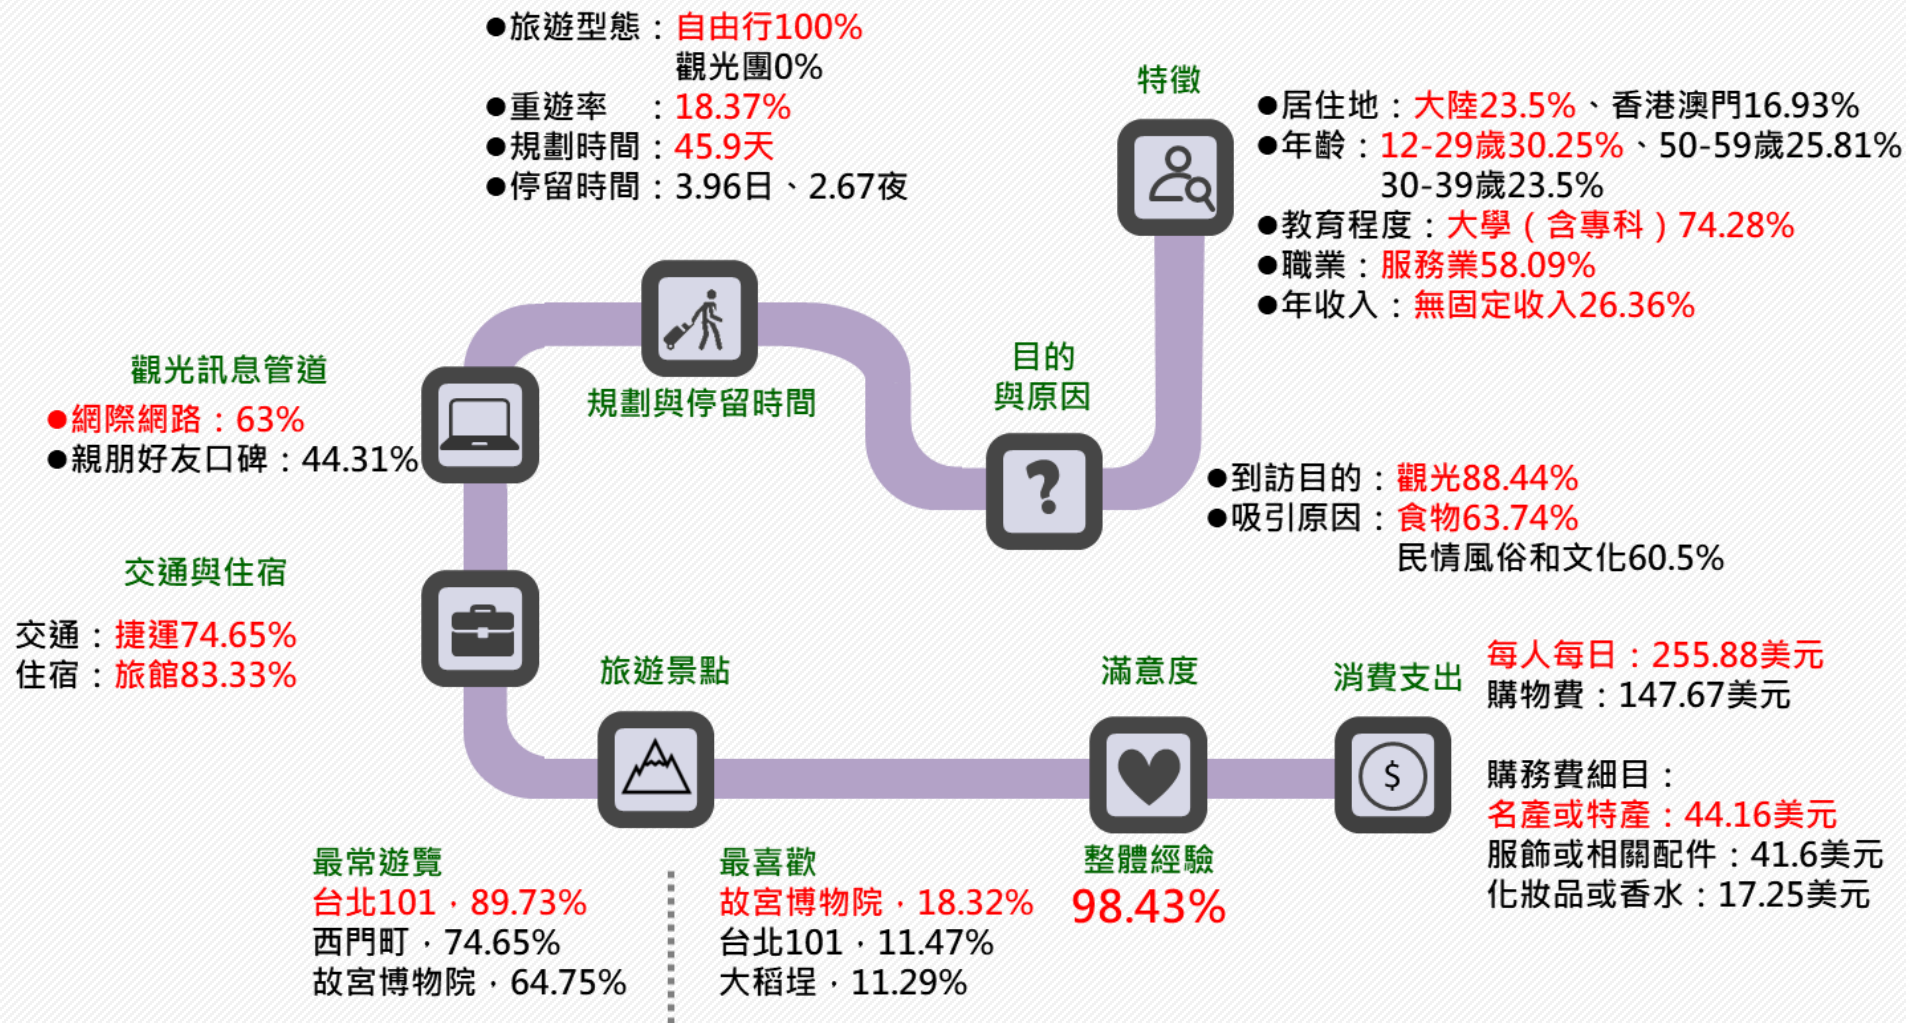 ●旅遊型態：自由行100%
觀光團0%
●重遊率　：18.37%
●規劃時間：45.9天
●停留時間：3.96日、2.67夜
特徵
●居住地：大陸23.5%、香港澳門16.93%
●年齡：12-29歲30.25%、50-59歲25.81%
30-39歲23.5%
●教育程度：大學（含專科）74.28%
●職業：服務業58.09%
●年收入：無固定收入26.36%
目的
與原因
●到訪目的：觀光88.44%
●吸引原因：食物63.74%
民情風俗和文化60.5%
規劃與停留時間
觀光訊息管道
●網際網路：63%
●親朋好友口碑：44.31%
交通與住宿
交通：捷運74.65%
住宿：旅館83.33%
旅遊景點
最常遊覽
台北101，89.73%
西門町，74.65%
故宮博物院，64.75%
最喜歡
故宮博物院，18.32%
台北101，11.47%
大稻埕，11.29%
滿意度
整體經驗
98.43%
消費支出
$
每人每日：255.88美元
購物費：147.67美元
購務費細目：
名產或特產：44.16美元
服飾或相關配件：41.6美元
化妝品或香水：17.25美元
?